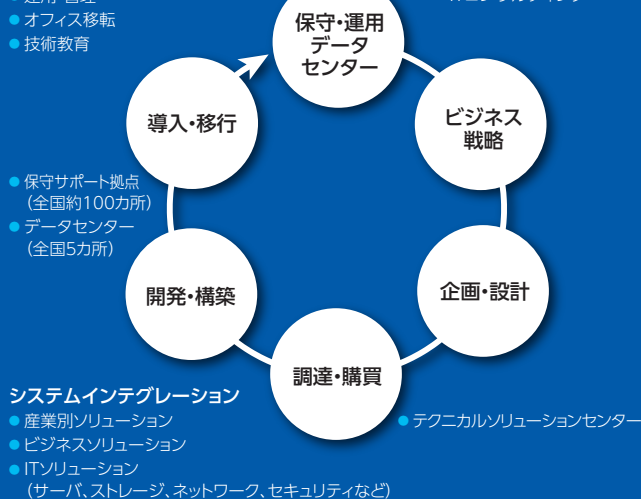 オフィス移転
技術教育
保守・運用
データ
センター
導入・移行
ビジネス
戦略
保守サポート拠点
（全国約100カ所）
データセンター
（全国5カ所）
開発・構築
企画・設計
調達・購買
システムインテグレーション
産業別ソリューション
ビジネスソリューション
ITソリューション
（サーバ、ストレージ、ネットワーク、セキュリティなど）
テクニカルソリューションセンター